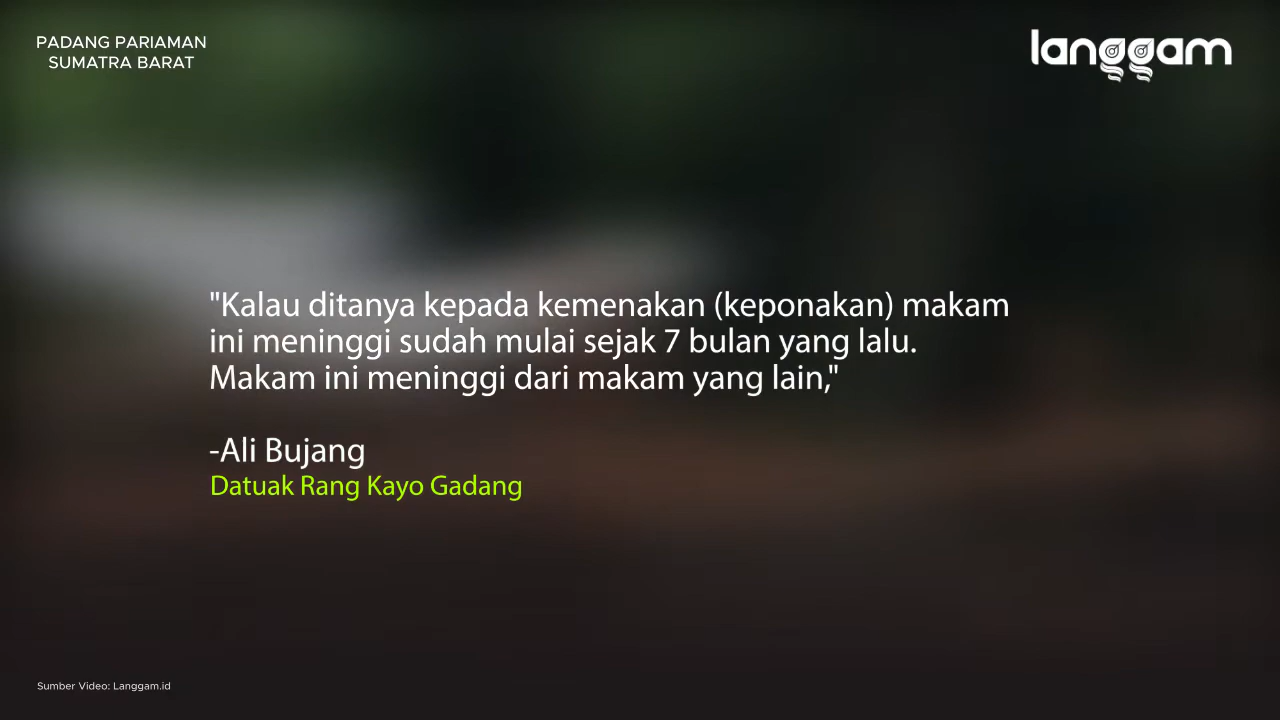 PADANG PARIAMAN
SUMATRA BARAT
langgam
"Kalau ditanya kepada kemenakan (keponakan) makam
ini meninggi sudah mulai sejak 7 bulan yang lalu.
Makam ini meninggi dari makam yang lain,"
-Ali Bujang
Datuak Rang Kayo Gadang
Sumber Video: Langgam.id